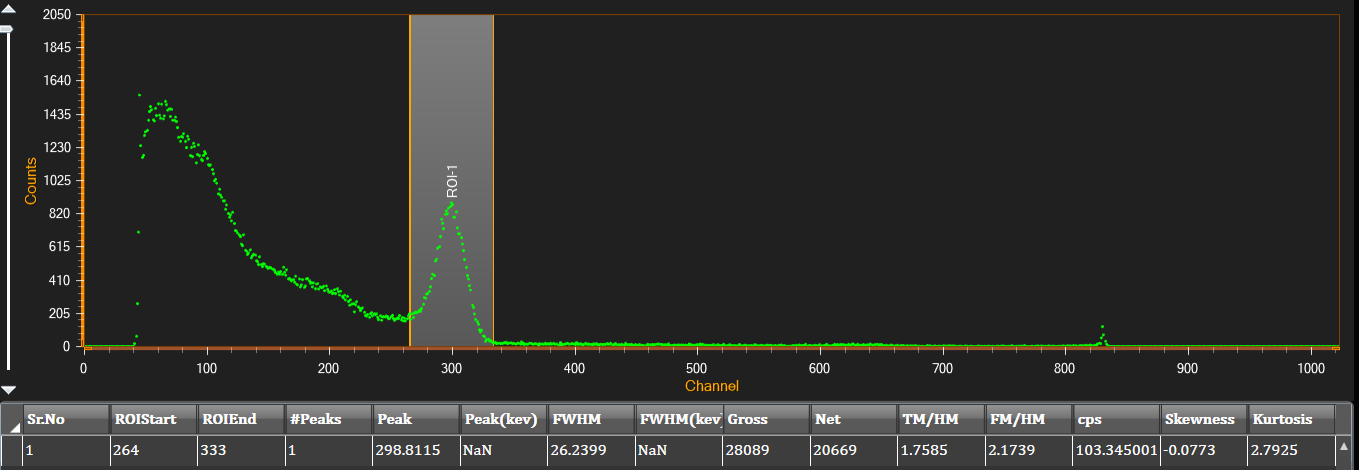 2050
1845
1640
1435
1230
1025
820
615
410
205
0
Counts
ROI-1
0 100 200 300 400 500 600 700 800 900 1000
Channel
Sr.No ROIStart ROIEnd #Peaks Peak Peak(kev) FWHM FWHM(kev Gross Net TM/HM FM/HM cps Skewness Kurtosis
1 264 333 1 298.8115 NaN 26.2399 NaN 28089 20669 1.7585 2.1739 103.345001 -0.0773 2.7925